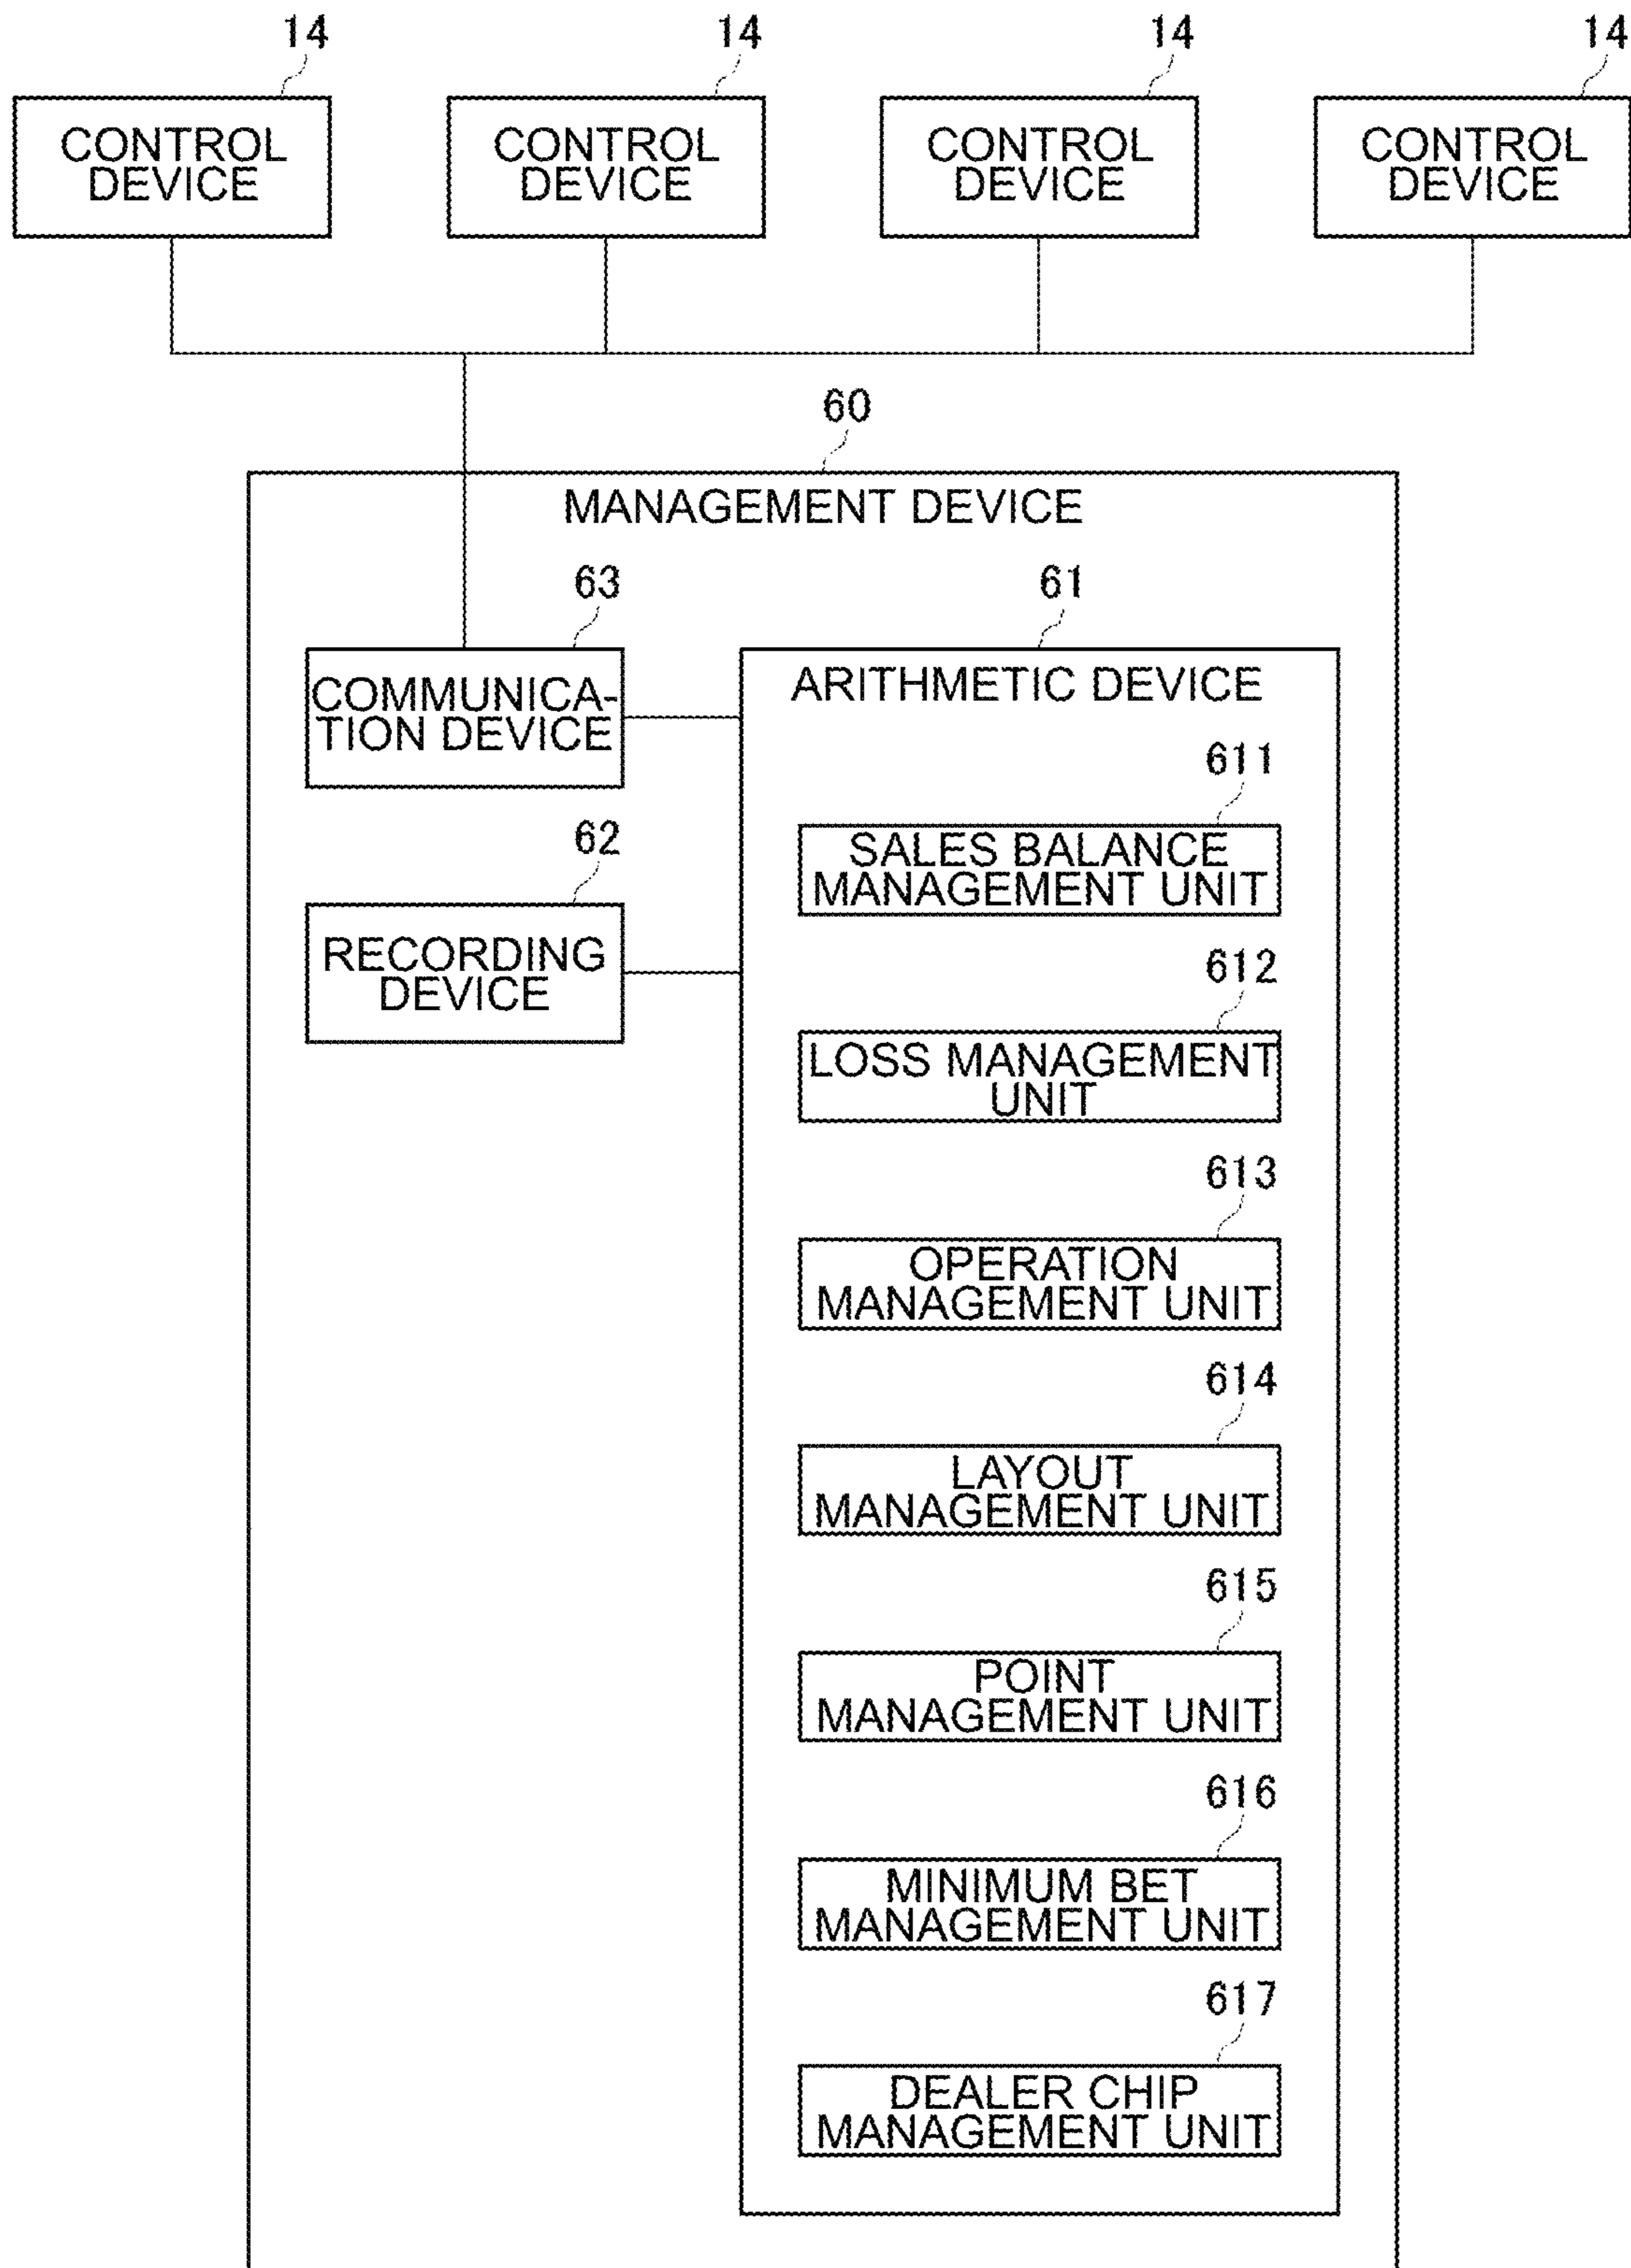 14
14
14
14
CONTROL
DEVICE
CONTROL
DEVICE
CONTROL
DEVICE
CONTROL
DEVICE
60
MANAGEMENT DEVICE
63
COMMUNICA-
TION DEVICE
62
RECORDING
DEVICE
61
ARITHMETIC DEVICE
611
SALES BALANCE
MANAGEMENT UNIT
612
LOSS MANAGEMENT
UNIT
613
OPERATION
MANAGEMENT UNIT
614
LAYOUT
MANAGEMENT UNIT
615
POINT
MANAGEMENT UNIT
616
MINIMUM BET
MANAGEMENT UNIT
617
DEALER CHIP
MANAGEMENT UNIT